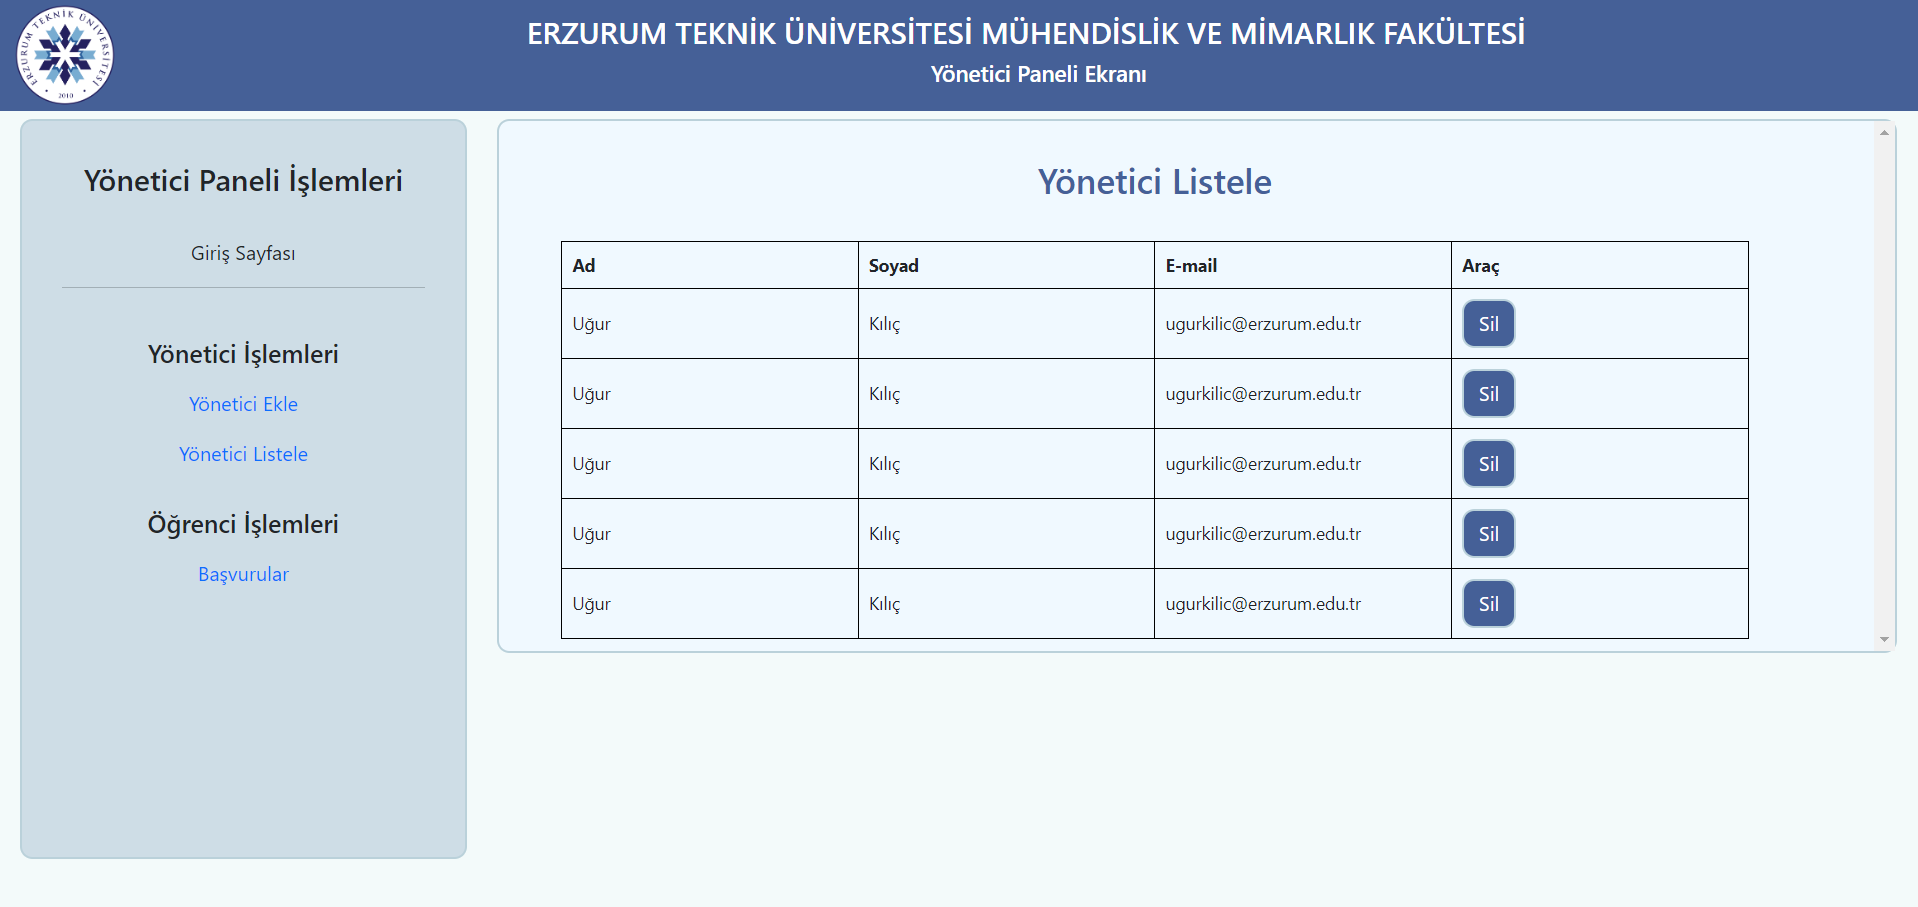 ERZURUM TEKNİK ÜNİVERSİTESİ
2010
ERZURUM TEKNİK ÜNİVERSİTESİ MÜHENDİSLİK VE MİMARLIK FAKÜLTESİ
Yönetici Paneli Ekranı
Yönetici Paneli İşlemleri
Giriş Sayfası
Yönetici İşlemleri
Yönetici Ekle
Yönetici Listele
Öğrenci İşlemleri
Başvurular
Yönetici Listele
Ad Soyad E-mail Araç
Uğur Kılıç ugurkilic@erzurum.edu.tr Sil
Uğur Kılıç ugurkilic@erzurum.edu.tr Sil
Uğur Kılıç ugurkilic@erzurum.edu.tr Sil
Uğur Kılıç ugurkilic@erzurum.edu.tr Sil
Uğur Kılıç ugurkilic@erzurum.edu.tr Sil